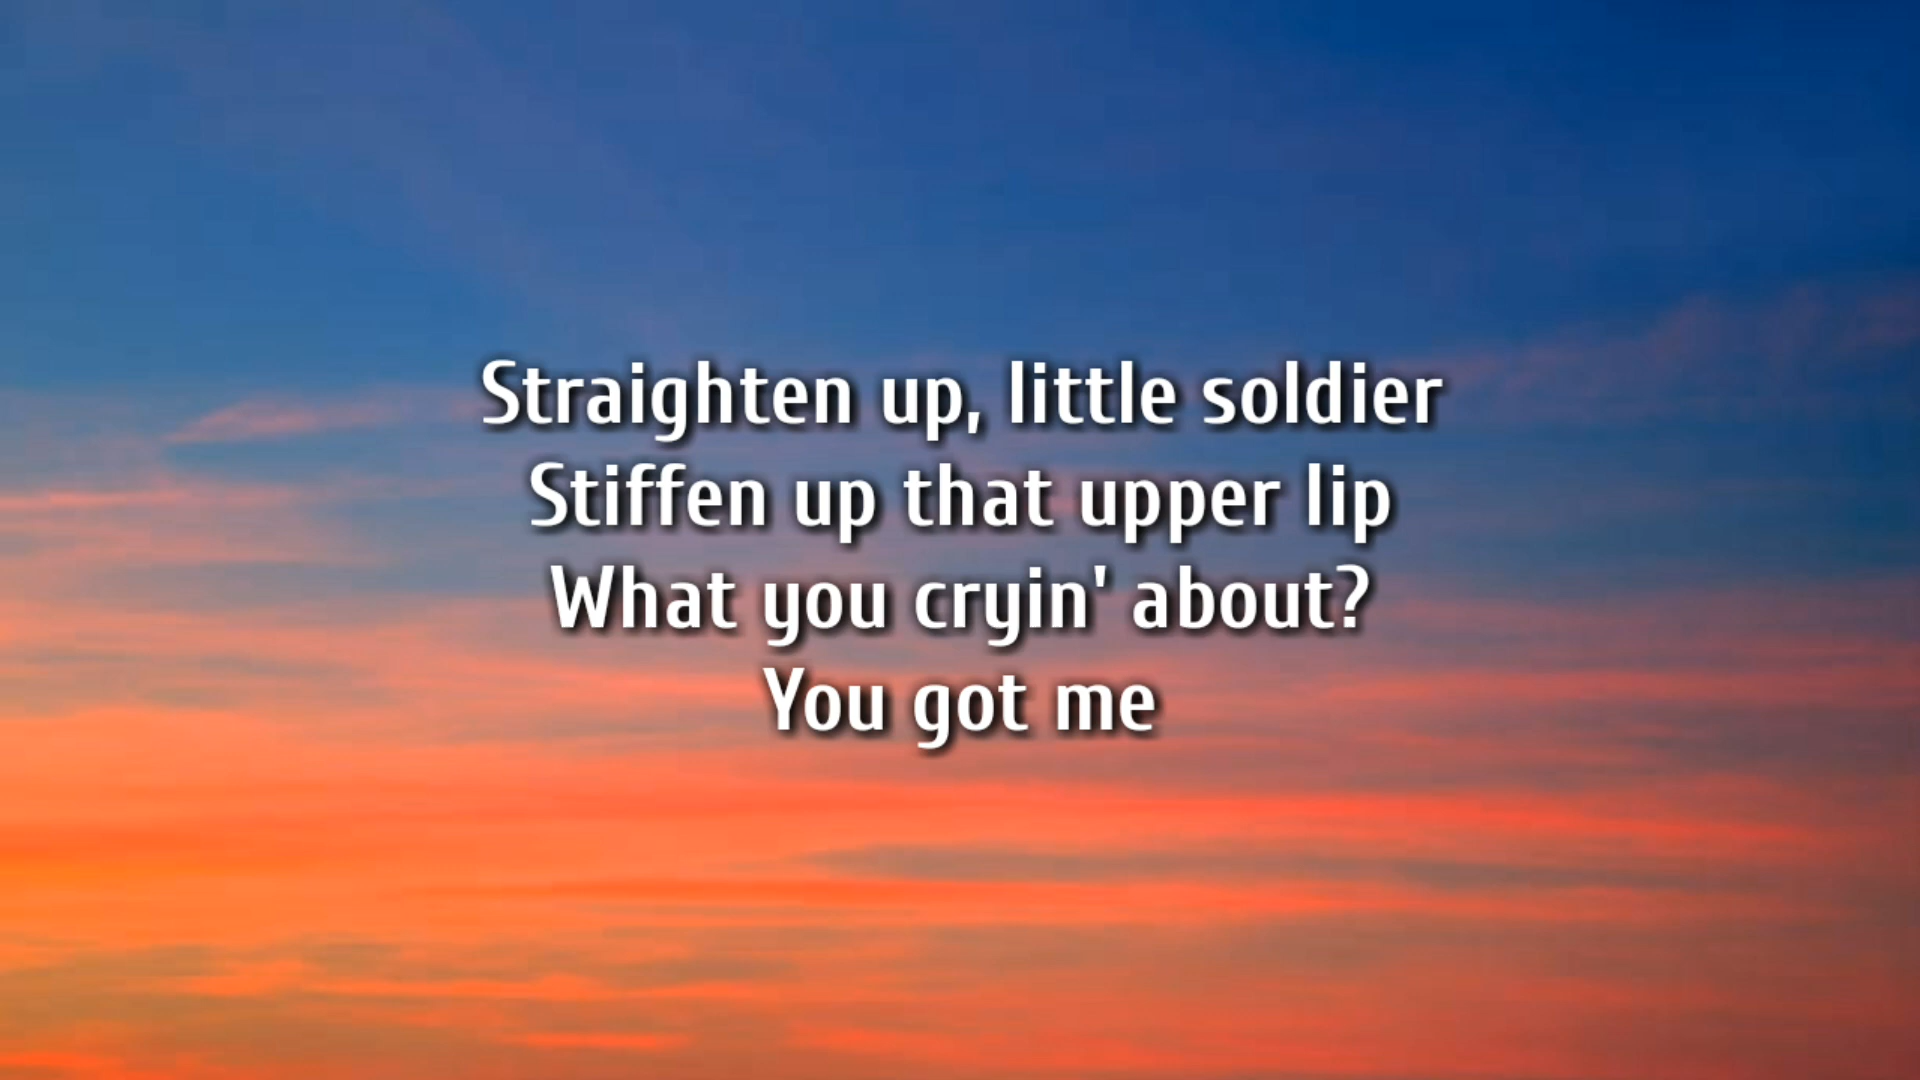 Straighten up, little soldier
Stiffen up that upper lip
What you cryin' about?
You got me